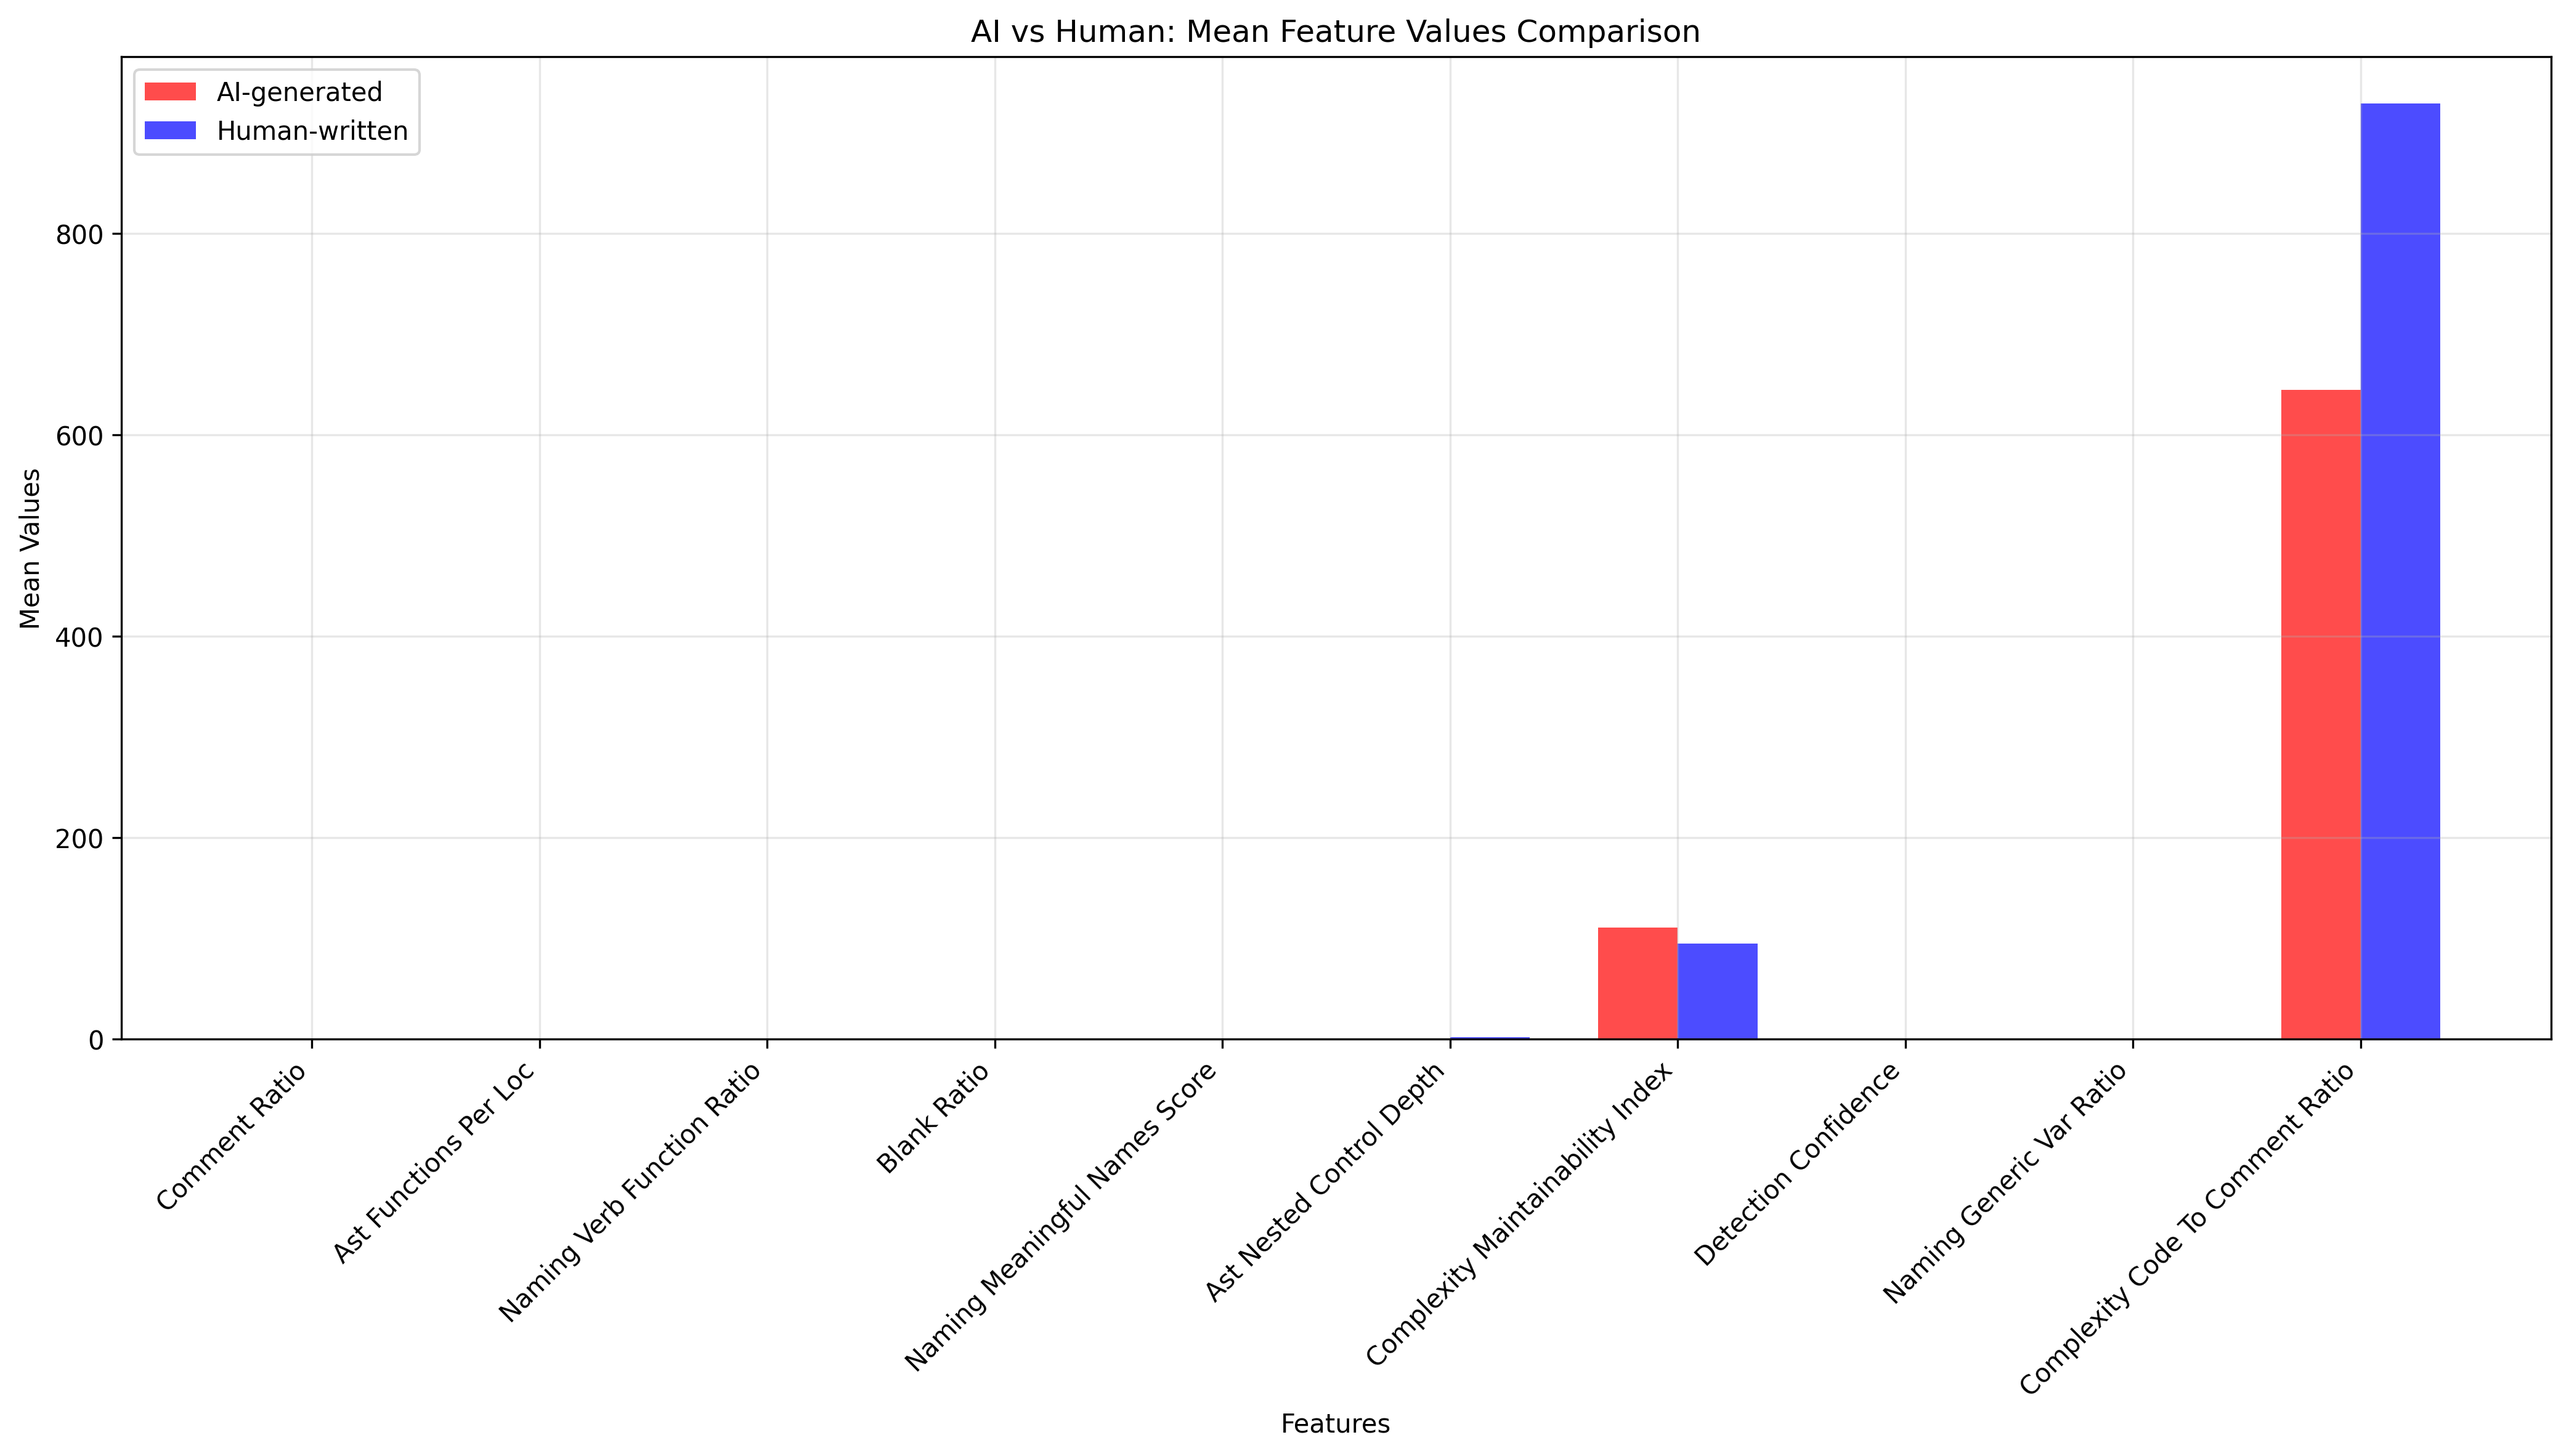 AI vs Human: Mean Feature Values Comparison
AI-generated
Human-written
Mean Values
800
600
400
200
0
Comment Ratio
Ast Functions Per Loc
Naming Verb Function Ratio
Blank Ratio
Naming Meaningful Names Score
Ast Nested Control Depth
Complexity Maintainability Index
Detection Confidence
Naming Generic Var Ratio
Complexity Code To Comment Ratio
Features